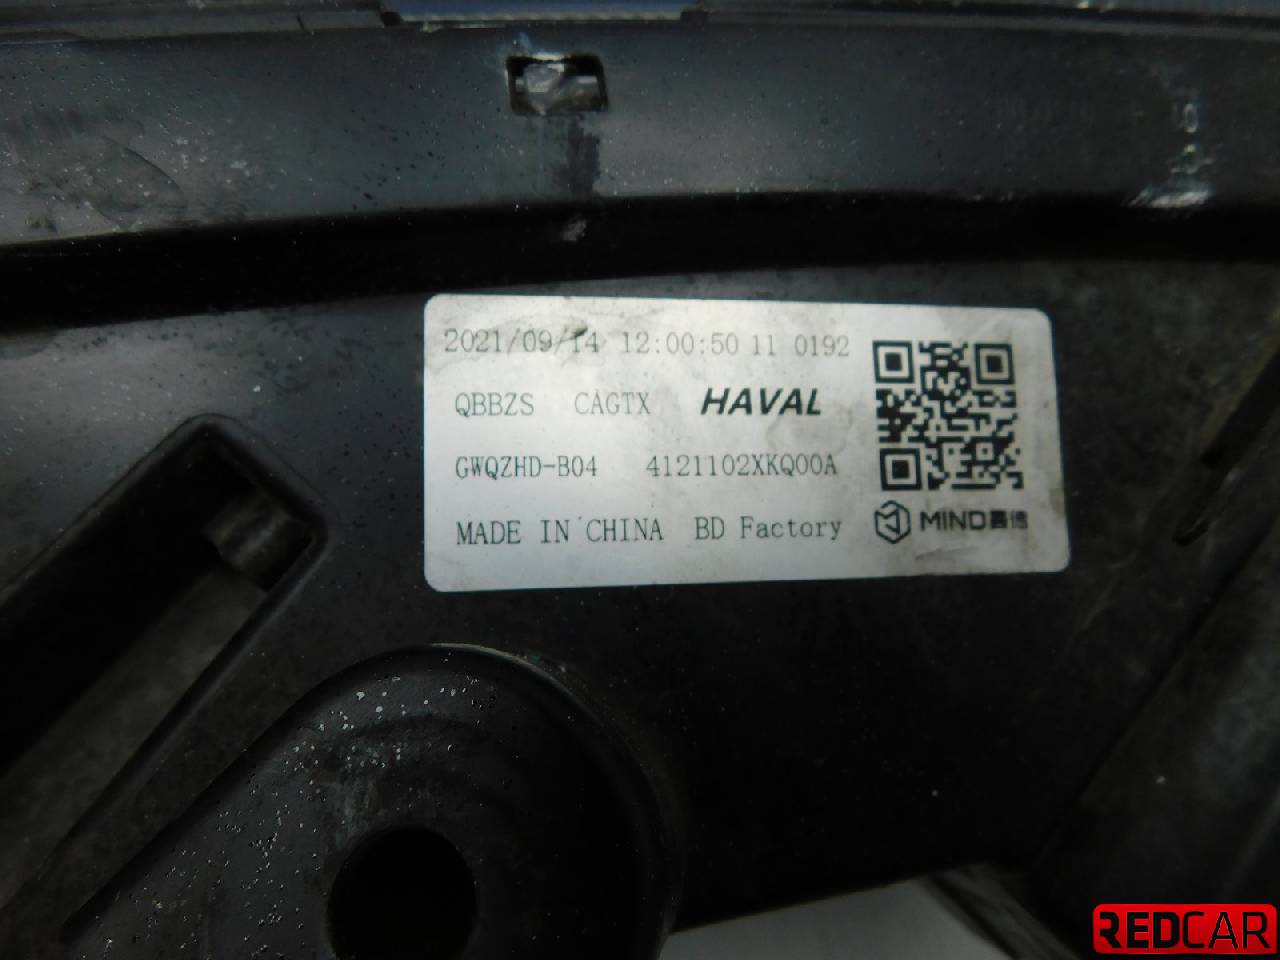 2021/09/14 12:00:50 11 0192
QBBZS CAGTX HAVAL
GWQZHD-B04 4121102XKQ00A
MADE IN CHINA BD Factory
MIND
REDCAR